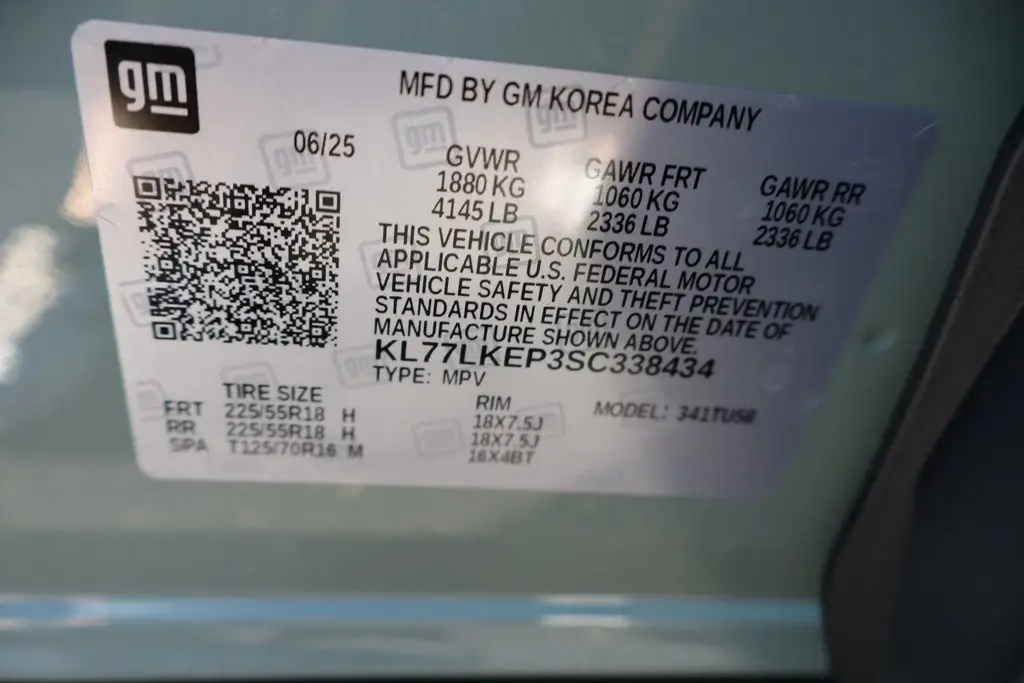 gm
MFD BY GM KOREA COMPANY
06/25
GVWR GAWR FRT GAWR RR
1880 KG 1060 KG 1060 KG
4145 LB 2336 LB 2336 LB
THIS VEHICLE CONFORMS TO ALL
APPLICABLE U.S. FEDERAL MOTOR
VEHICLE SAFETY AND THEFT PREVENTION
STANDARDS IN EFFECT ON THE DATE OF
MANUFACTURE SHOWN ABOVE.
KL77LKEP3SC338434
TYPE: MPV
TIRE SIZE RIM MODEL: 341TU58
FRT 225/55R18 H 18X7.5J
RR 225/55R18 H 18X7.5J
SPA T125/70R16 M 16X4BT